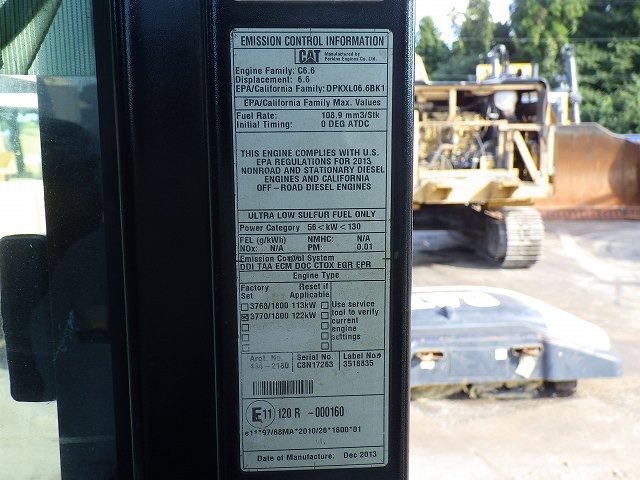 EMISSION CONTROL INFORMATION
CAT Manufactured by
Perkins Engines Co. Ltd.
Engine Family: C6.6
Displacement: 6.6
EPA/California Family: DPKXL06.6BK1
EPA/California Family Max. Values
Fuel Rate: 108.9 mm3/Stk
Initial Timing: 0 DEG ATDC
THIS ENGINE COMPLIES WITH U.S.
EPA REGULATIONS FOR 2013
NONROAD AND STATIONARY DIESEL
ENGINES AND CALIFORNIA
OFF-ROAD DIESEL ENGINES
ULTRA LOW SULFUR FUEL ONLY
Power Category 56<kW<130
FEL (g/kWh) NMHC: N/A
NOx: N/A PM: 0.01
Emission Control System
DDI TAA ECM DOC CTOX EGR EPR
Engine Type
Factory Set
Reset if Applicable
3768/1800 113kW
3770/1800 122kW
Use service
tool to verify
current
engine
settings
Arg't. No. Serial No. Label No.
C8N17263 3518835
E11 120 R -000160
e11*97/68MA*2010/26*1600*01
Date of Manufacture: Dec 2013